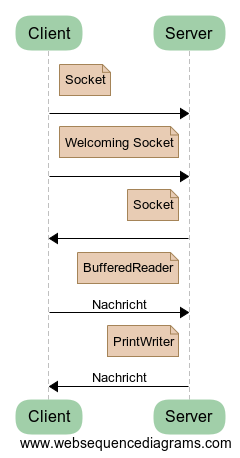 Client Server
Socket
Welcoming Socket
Socket
BufferedReader
Nachricht
PrintWriter
Nachricht
Client Server
www.websequencediagrams.com